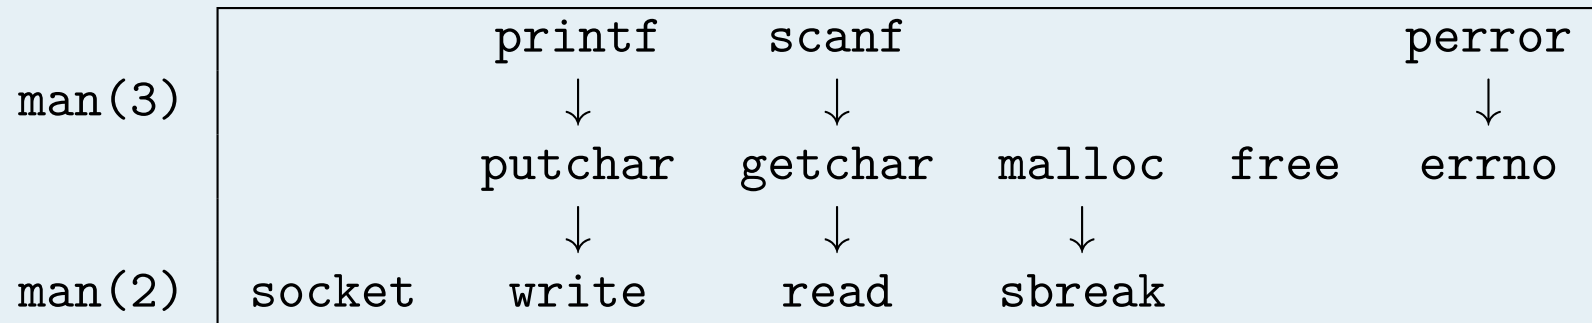 printf scanf perror
man(3) ↓ ↓ ↓
putchar getchar malloc free errno
↓ ↓ ↓
man(2) socket write read sbreak